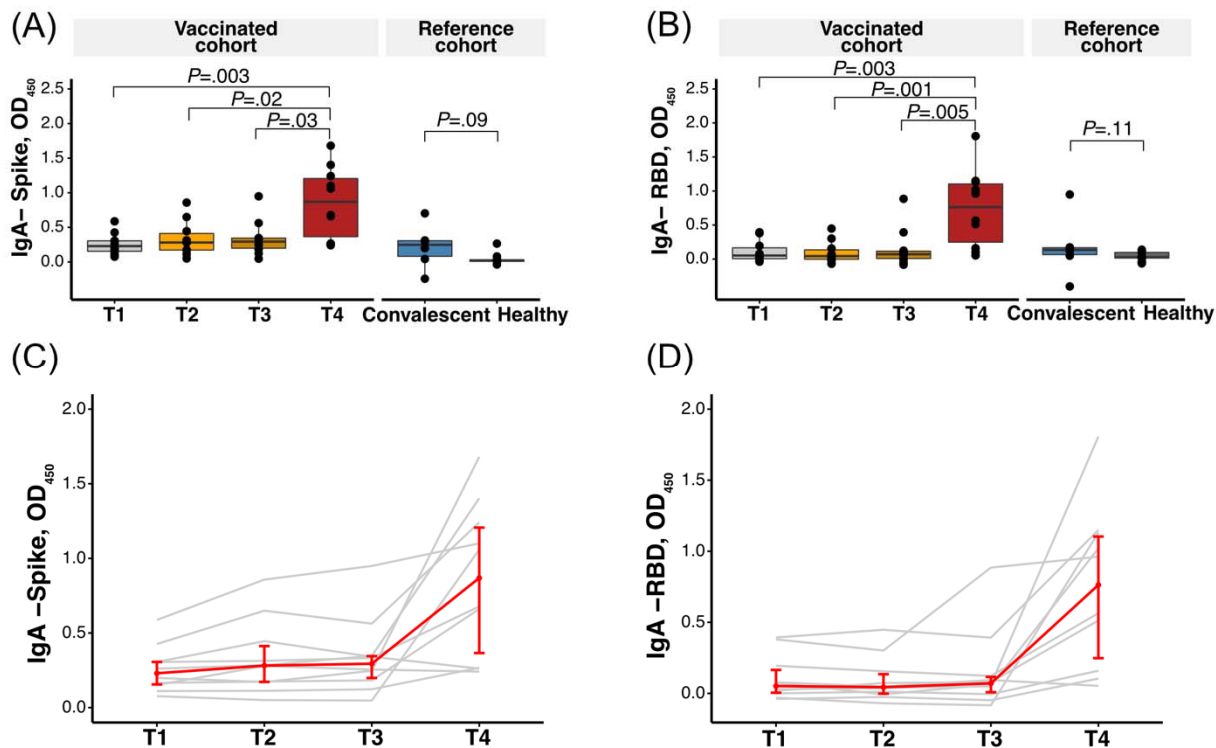 (A)
Vaccinated
cohort
Reference
cohort
IgA− Spike, OD450
2.5
2.0
1.5
1.0
0.5
0.0
P=.003
P=.02
P=.03
P=.09
T1 T2 T3 T4 Convalescent Healthy
(B)
Vaccinated
cohort
Reference
cohort
IgA− RBD, OD450
2.5
2.0
1.5
1.0
0.5
0.0
P=.003
P=.001
P=.005
P=.11
T1 T2 T3 T4 Convalescent Healthy
(C)
IgA −Spike, OD450
2.0
1.5
1.0
0.5
0.0
T1 T2 T3 T4
(D)
IgA −RBD, OD450
2.0
1.5
1.0
0.5
0.0
T1 T2 T3 T4